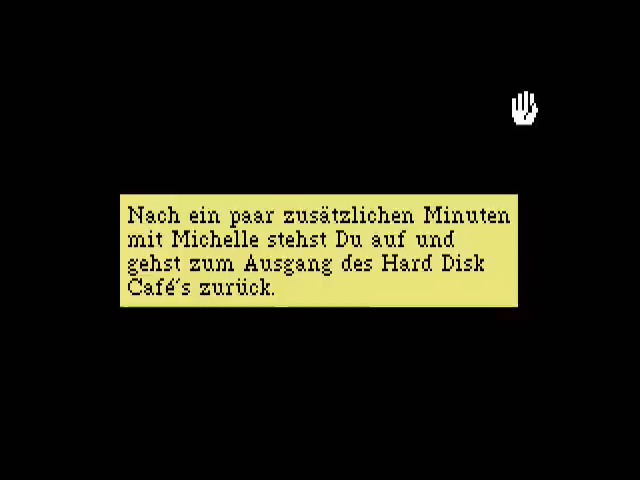 Nach ein paar zusätzlichen Minuten
mit Michelle stehst Du auf und
gehst zum Ausgang des Hard Disk
Café's zurück.